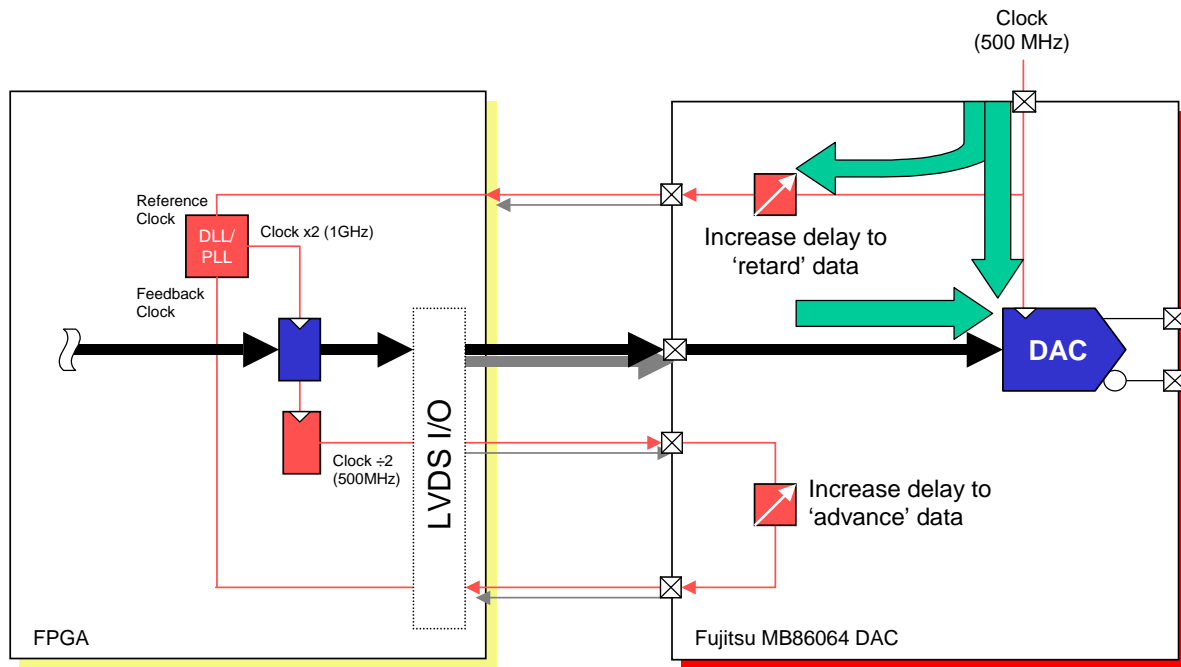 Clock
(500 MHz)
Reference
Clock
DLL/
PLL
Clock x2 (1GHz)
Increase delay to
‘retard’ data
Feedback
Clock
DAC
LVDS I/O
Clock ÷2
(500MHz)
Increase delay to
‘advance’ data
FPGA
Fujitsu MB86064 DAC